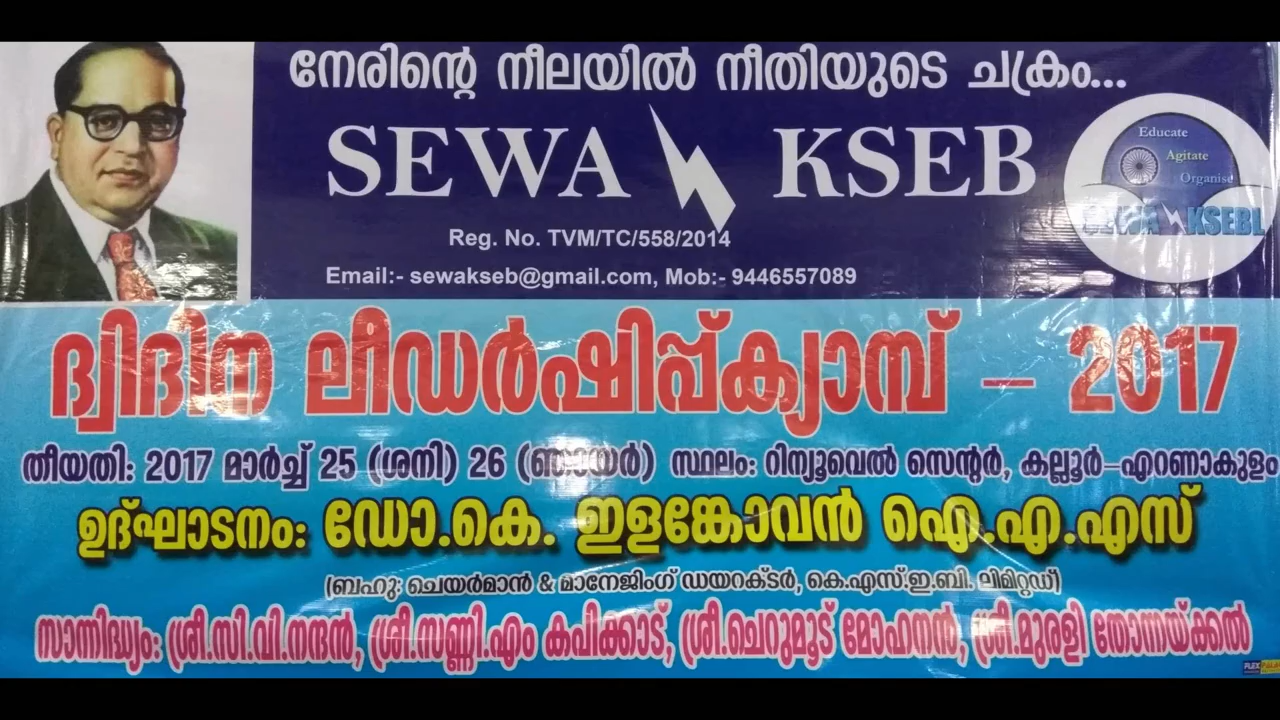 നേരിന്റെ നീലയിൽ നീതിയുടെ ചക്രം...
SEWA KSEB
Educate
Agitate
Organise
SEWA KSEBL
Reg. No. TVM/TC/558/2014
Email:- sewakseb@gmail.com, Mob:- 9446557089
ദ്വിദിന ലീഡർഷിപ്പ്ക്യാമ്പ് – 2017
തീയതി: 2017 മാർച്ച് 25 (ശനി) 26 (ഞായർ) സ്ഥലം: റിന്യൂവെൽ സെന്റർ, കല്ലൂർ–എറണാകുളം
ഉദ്ഘാടനം: ഡോ.കെ. ഇളങ്കോവൻ ഐ.എ.എസ്
(ബഹു: ചെയർമാൻ & മാനേജിംഗ് ഡയറക്ടർ, കെ.എസ്.ഇ.ബി. ലിമിറ്റഡ്)
സാന്നിദ്ധ്യം: ശ്രീ.സി.വി.നന്ദൻ, ശ്രീ.സണ്ണി.എം കപിക്കാട്, ശ്രീ.ചെറുമൂട് മോഹനൻ, ശ്രീ.മുരളി തോന്നയ്ക്കൽ